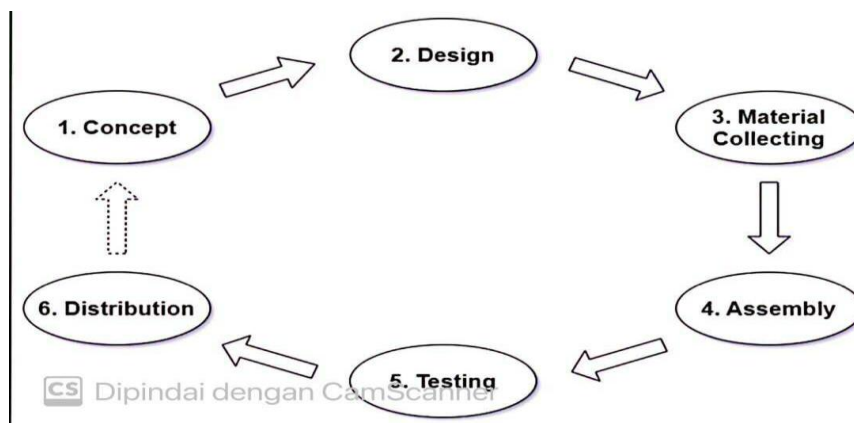 2. Design
1. Concept
3. Material
Collecting
6. Distribution
4. Assembly
5. Testing
CS Dipindai dengan CamScanner